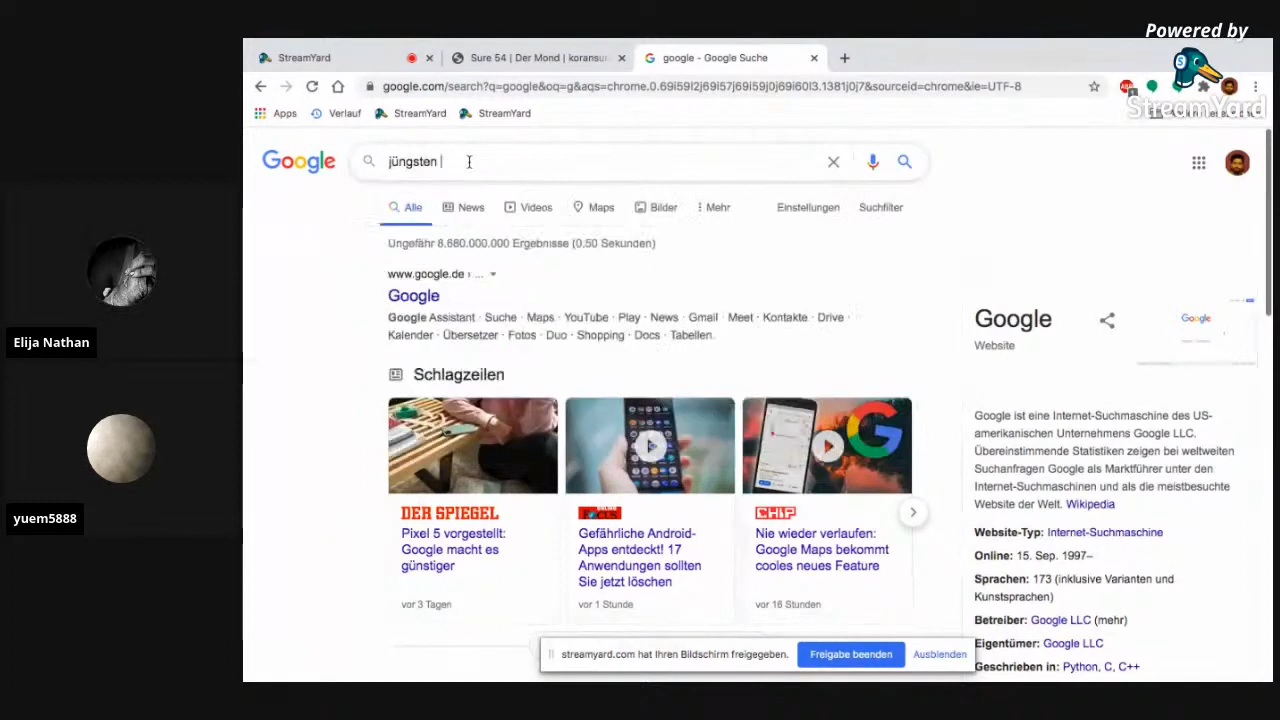 Powered by
StreamYard
StreamYard
Sure 54 | Der Mond | koransu
google - Google Suche
google.com/search?q=google&oq=g&aqs=chrome.0.69i59l2j69i57j69i59j0j69i60l3.1381j0j7&sourceid=chrome&ie=UTF-8
Apps
Verlauf
StreamYard
StreamYard
Google
jüngsten
Alle
News
Videos
Maps
Bilder
Mehr
Einstellungen
Suchfilter
Ungefähr 8.680.000.000 Ergebnisse (0,50 Sekunden)
www.google.de › ...
Google
Google Assistant · Suche · Maps · YouTube · Play · News · Gmail · Meet · Kontakte · Drive ·
Kalender · Übersetzer · Fotos · Duo · Shopping · Docs · Tabellen.
Schlagzeilen
DER SPIEGEL
Pixel 5 vorgestellt:
Google macht es
günstiger
vor 3 Tagen
FOCUS
Gefährliche Android-
Apps entdeckt! 17
Anwendungen sollten
Sie jetzt löschen
vor 1 Stunde
CHIP
Nie wieder verlaufen:
Google Maps bekommt
cooles neues Feature
vor 16 Stunden
Google
Website
Google
Google ist eine Internet-Suchmaschine des US-
amerikanischen Unternehmens Google LLC.
Übereinstimmende Statistiken zeigen bei weltweiten
Suchanfragen Google als Marktführer unter den
Internet-Suchmaschinen und als die meistbesuchte
Website der Welt. Wikipedia
Website-Typ: Internet-Suchmaschine
Online: 15. Sep. 1997–
Sprachen: 173 (inklusive Varianten und
Kunstsprachen)
Betreiber: Google LLC (mehr)
Eigentümer: Google LLC
Geschrieben in: Python, C, C++
streamyard.com hat Ihren Bildschirm freigegeben.
Freigabe beenden
Ausblenden
Elija Nathan
yuem5888